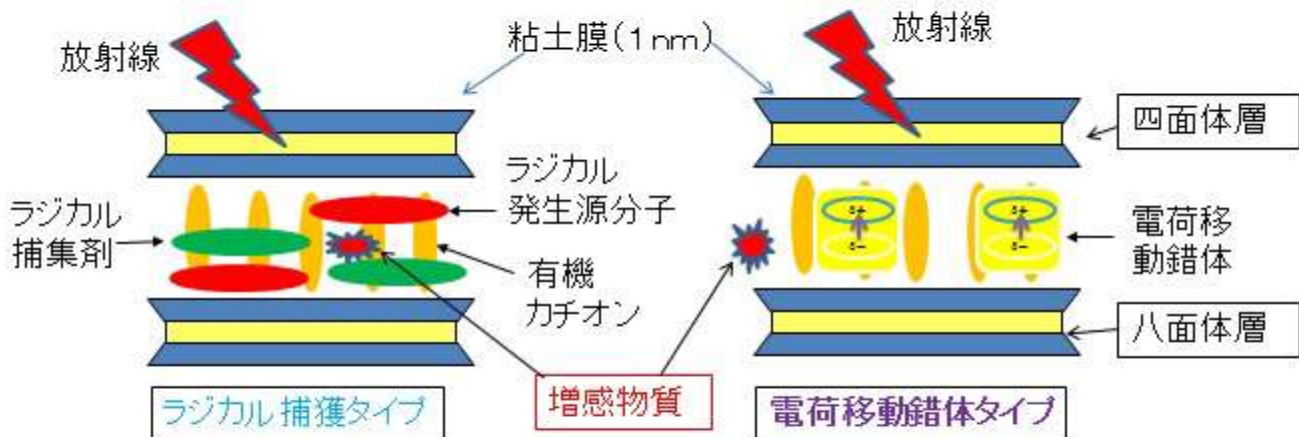 放射線
粘土膜(1nm)
放射線
四面体層
ラジカル
捕集剤
ラジカル
発生源分子
有機
カチオン
δ+
δ-
δ+
δ-
電荷移
動錯体
八面体層
ラジカル捕獲タイプ
増感物質
電荷移動錯体タイプ